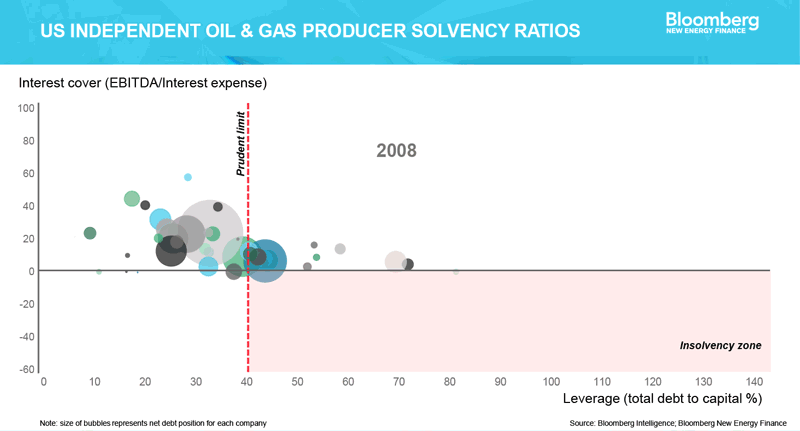 US INDEPENDENT OIL & GAS PRODUCER SOLVENCY RATIOS
Bloomberg
NEW ENERGY FINANCE
Interest cover (EBITDA/Interest expense)
100
80
60
40
20
0
-20
-40
-60
Prudent limit
2008
Insolvency zone
0 10 20 30 40 50 60 70 80 90 100 110 120 130 140
Leverage (total debt to capital %)
Note: size of bubbles represents net debt position for each company
Source: Bloomberg Intelligence; Bloomberg New Energy Finance